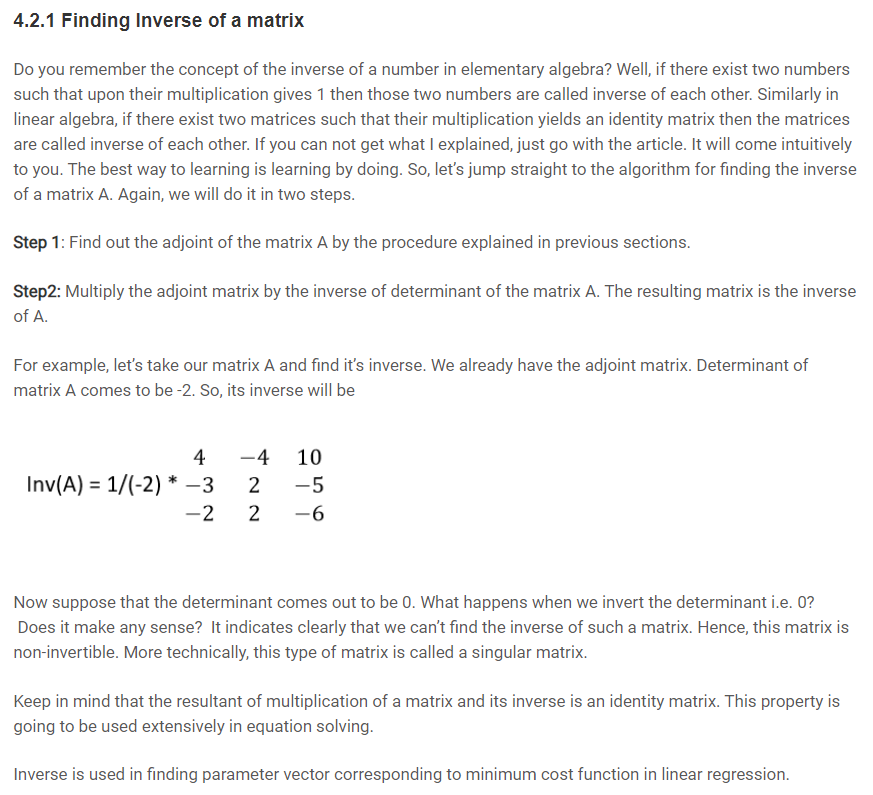 4.2.1 Finding Inverse of a matrix
Do you remember the concept of the inverse of a number in elementary algebra? Well, if there exist two numbers
such that upon their multiplication gives 1 then those two numbers are called inverse of each other. Similarly in
linear algebra, if there exist two matrices such that their multiplication yields an identity matrix then the matrices
are called inverse of each other. If you can not get what I explained, just go with the article. It will come intuitively
to you. The best way to learning is learning by doing. So, let's jump straight to the algorithm for finding the inverse
of a matrix A. Again, we will do it in two steps.
Step 1: Find out the adjoint of the matrix A by the procedure explained in previous sections.
Step2: Multiply the adjoint matrix by the inverse of determinant of the matrix A. The resulting matrix is the inverse
of A.
For example, let's take our matrix A and find it's inverse. We already have the adjoint matrix. Determinant of
matrix A comes to be -2. So, its inverse will be
4 −4 10
Inv(A) = 1/(-2) * −3 2 −5
−2 2 −6
Now suppose that the determinant comes out to be 0. What happens when we invert the determinant i.e. 0?
Does it make any sense?  It indicates clearly that we can't find the inverse of such a matrix. Hence, this matrix is
non-invertible. More technically, this type of matrix is called a singular matrix.
Keep in mind that the resultant of multiplication of a matrix and its inverse is an identity matrix. This property is
going to be used extensively in equation solving.
Inverse is used in finding parameter vector corresponding to minimum cost function in linear regression.